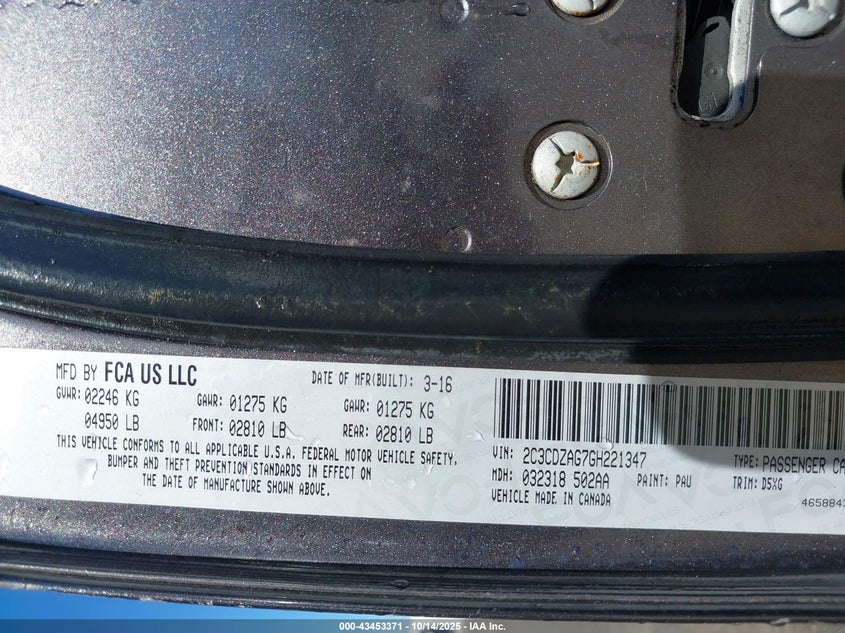 MFD BY FCA US LLC
DATE OF MFR(BUILT): 3-16
GVWR: 02246 KG
GAWR: 01275 KG
GAWR: 01275 KG
04950 LB
FRONT: 02810 LB
REAR: 02810 LB
THIS VEHICLE CONFORMS TO ALL APPLICABLE U.S.A. FEDERAL MOTOR VEHICLE SAFETY,
BUMPER AND THEFT PREVENTION STANDARDS IN EFFECT ON
THE DATE OF MANUFACTURE SHOWN ABOVE.
VIN: 2C3CDZAG7GH221347
TYPE: PASSENGER CA
MDH: 032318 502AA
PAINT: PAU
TRIM: D5XG
VEHICLE MADE IN CANADA
465884
000-43453371 - 10/14/2025 - IAA Inc.